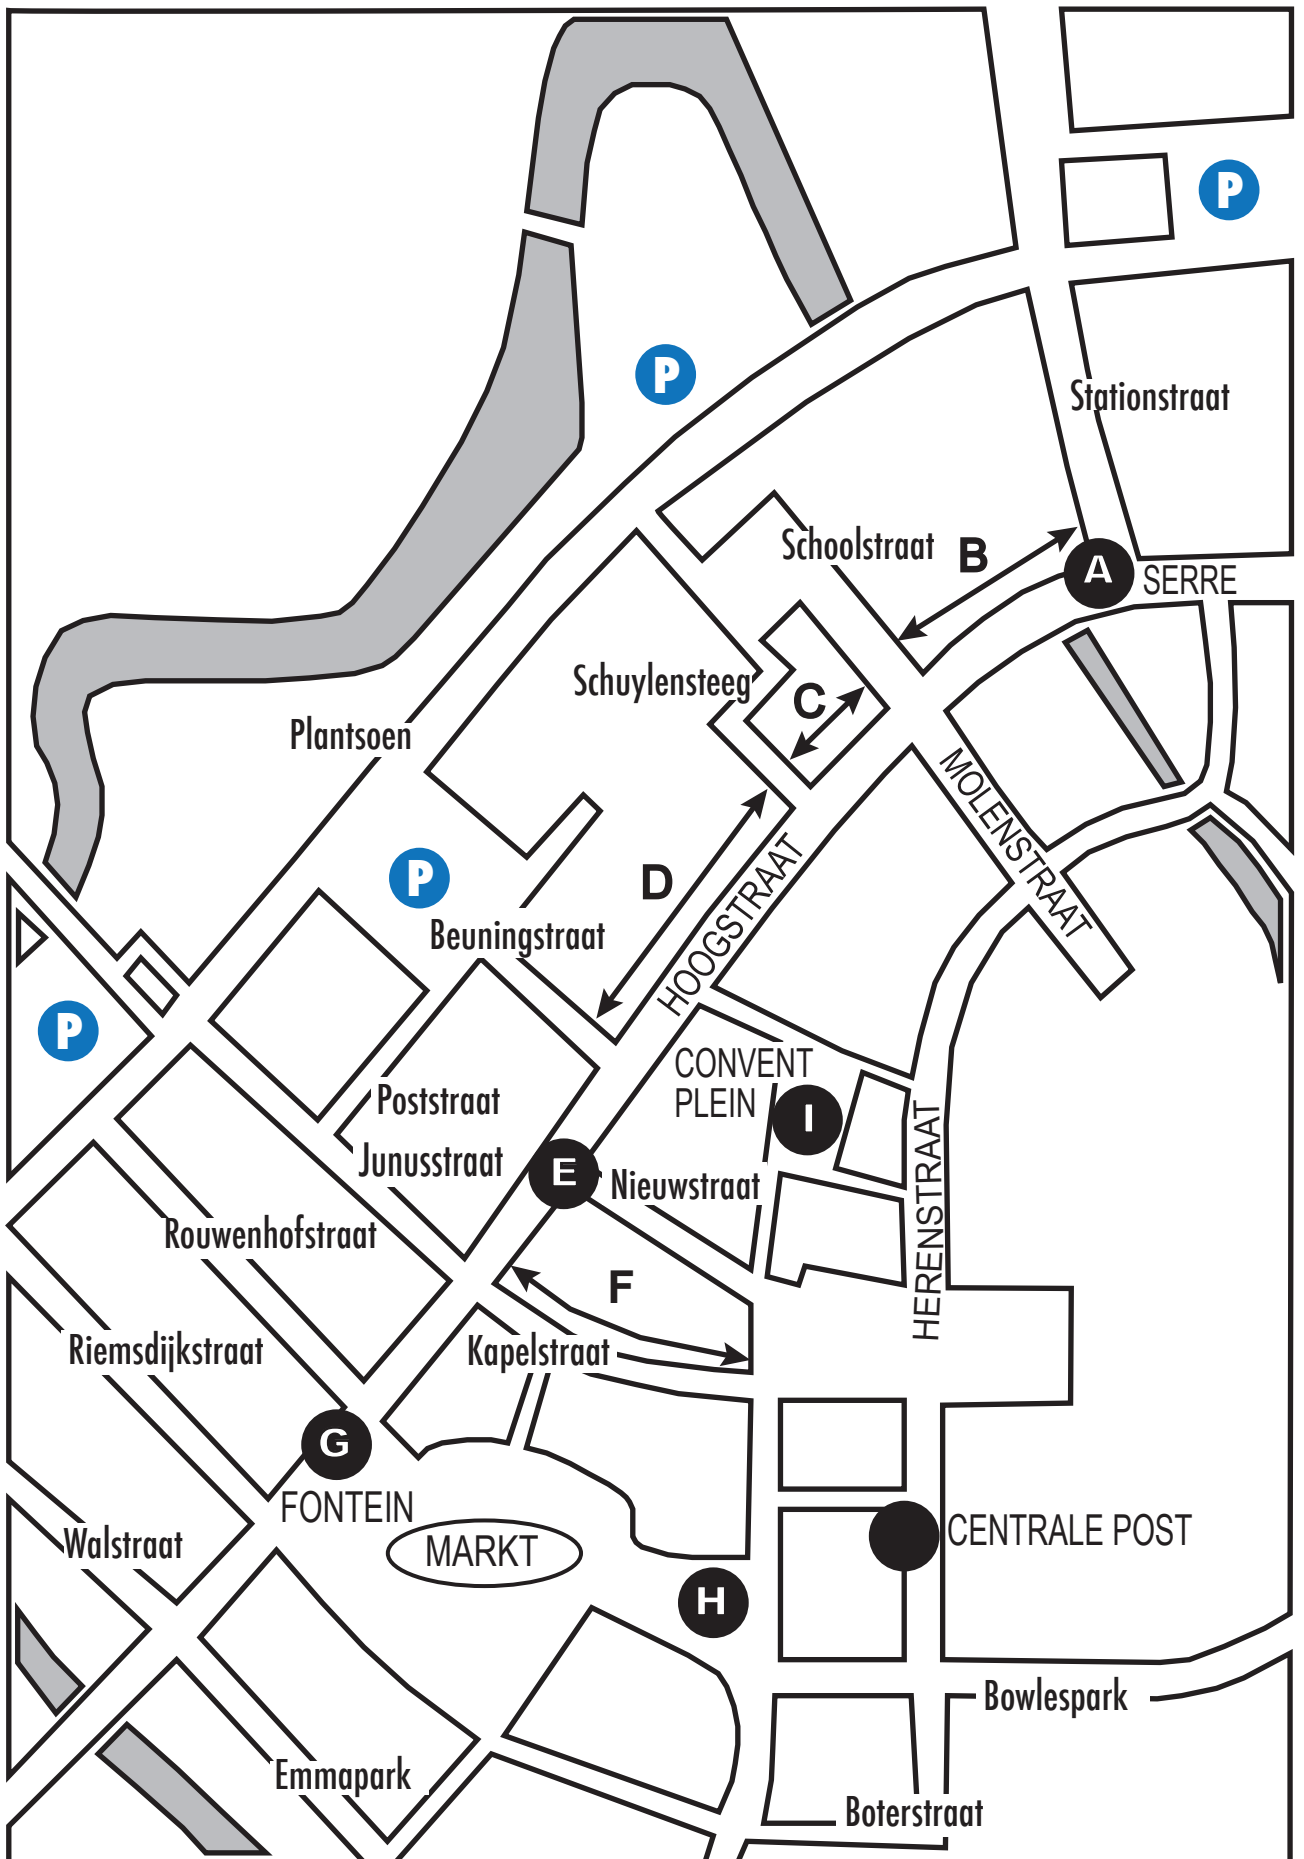 P
P
Stationstraat
Schoolstraat
B
A
SERRE
Schuylensteeg
C
Plantsoen
MOLENSTRAAT
P
D
HOOGSTRAAT
Beuningstraat
P
CONVENT
PLEIN
I
Poststraat
Junusstraat
E
Nieuwstraat
HERENSTRAAT
Rouwenhofstraat
F
Riemsdijkstraat
Kapelstraat
G
FONTEIN
MARKT
CENTRALE POST
Walstraat
H
Bowlespark
Emmapark
Boterstraat